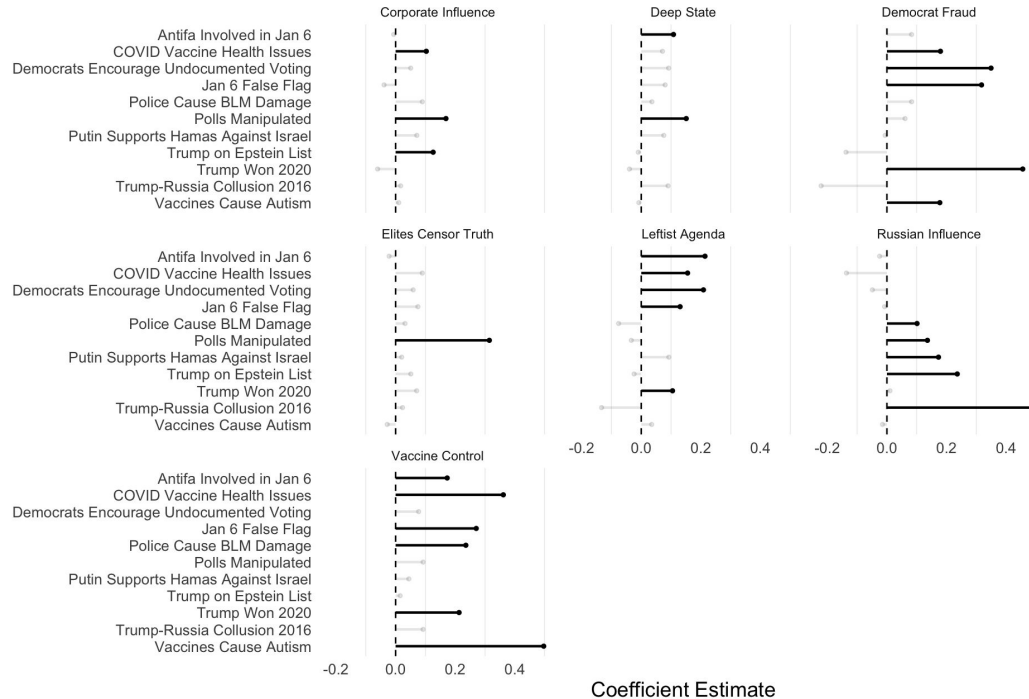 Corporate Influence Deep State Democrat Fraud
Antifa Involved in Jan 6
COVID Vaccine Health Issues
Democrats Encourage Undocumented Voting
Jan 6 False Flag
Police Cause BLM Damage
Polls Manipulated
Putin Supports Hamas Against Israel
Trump on Epstein List
Trump Won 2020
Trump-Russia Collusion 2016
Vaccines Cause Autism
Elites Censor Truth Leftist Agenda Russian Influence
Antifa Involved in Jan 6
COVID Vaccine Health Issues
Democrats Encourage Undocumented Voting
Jan 6 False Flag
Police Cause BLM Damage
Polls Manipulated
Putin Supports Hamas Against Israel
Trump on Epstein List
Trump Won 2020
Trump-Russia Collusion 2016
Vaccines Cause Autism
-0.2 0.0 0.2 0.4 -0.2 0.0 0.2 0.4
Vaccine Control
Antifa Involved in Jan 6
COVID Vaccine Health Issues
Democrats Encourage Undocumented Voting
Jan 6 False Flag
Police Cause BLM Damage
Polls Manipulated
Putin Supports Hamas Against Israel
Trump on Epstein List
Trump Won 2020
Trump-Russia Collusion 2016
Vaccines Cause Autism
-0.2 0.0 0.2 0.4
Coefficient Estimate